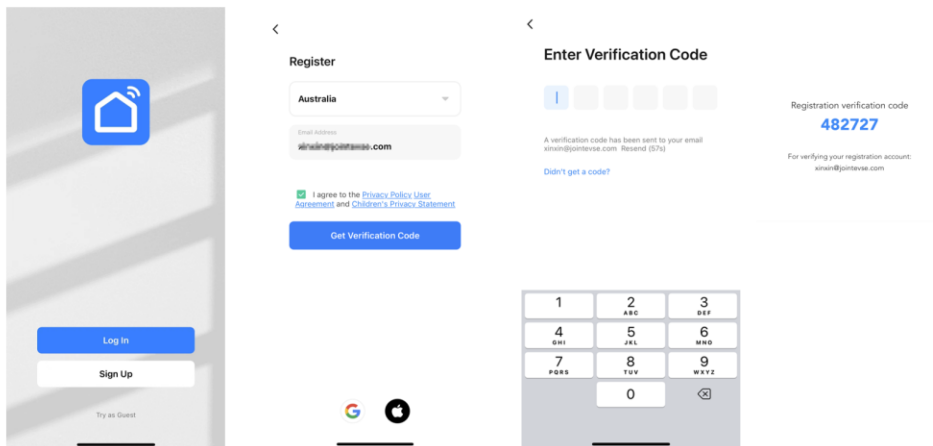 Log In
Sign Up
Try as Guest
Register
Australia
Email Address
.com
I agree to the Privacy Policy User
Agreement and Children's Privacy Statement
Get Verification Code
Enter Verification Code
A verification code has been sent to your email
xinxin@jointevse.com Resend (57s)
Didn't get a code?
1
2
ABC
3
DEF
4
GHI
5
JKL
6
MNO
7
PQRS
8
TUV
9
WXYZ
0
Registration verification code
482727
For verifying your registration account:
xinxin@jointevse.com